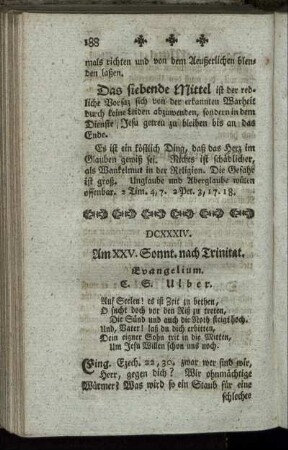 188
mals richten und von dem Aeußerlichen blen-
den laßen.
Das siebende Mittel ist der red-
liche Vorsaz sich von der erkannten Warheit
durch kein Leiden abzuwenden, sondern in dem
Dienste Jesu getreu zu bleiben bis an das
Ende.
Es ist ein köstlich Ding, daß das Herz im
Glauben gewiß sei. Nichts ist schädlicher,
als Wankelmut in der Religion. Die Gefahr
ist groß. Unglaube und Aberglaube wüten
offenbar. 2 Tim. 4, 7. 2 Pet. 3, 17. 18.
DCXXXIV.
Am XXV. Sonnt. nach Trinitat.
Evangelium.
C. S. Ulber.
Auf Seelen! es ist Zeit zu bethen,
O sucht doch vor den Riß zu treten,
Die Sünd und auch die Noth steigt hoch.
Und, Vater! laß du dich erbitten,
Dein eigner Sohn trit in die Mitten,
Um Jesu Willen schon uns noch.
Eing. Ezech. 22, 30. zwar wer sind wir,
Herr, gegen dich? Wir ohnmächtige
Würmer! Was wird so ein Staub für eine
schlechte